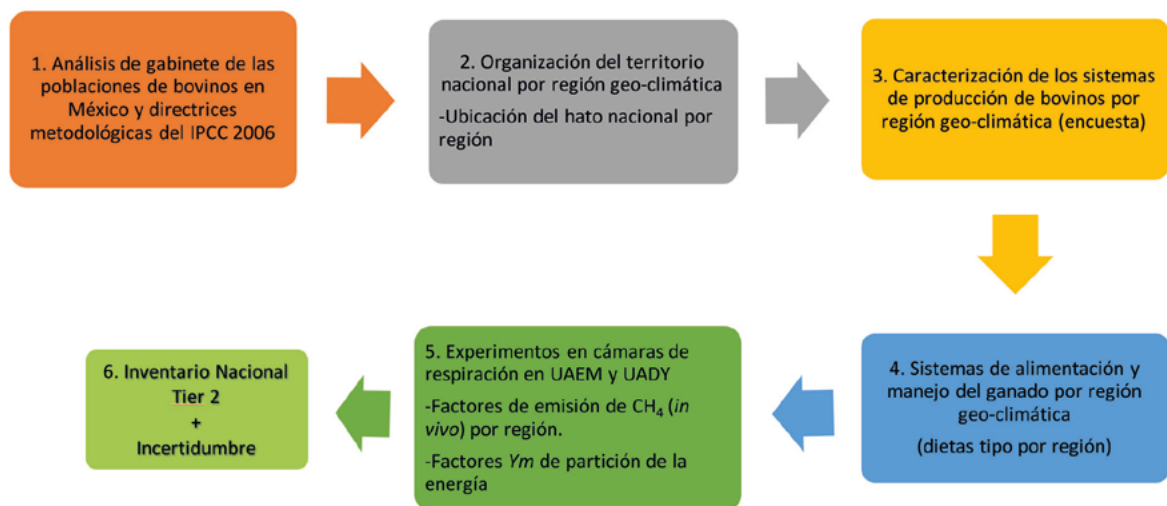 1. Análisis de gabinete de las
poblaciones de bovinos en
México y directrices
metodológicas del IPCC 2006
2. Organización del territorio
nacional por región geo-climática
-Ubicación del hato nacional por
región
3. Caracterización de los sistemas
de producción de bovinos por
región geo-climática (encuesta)
4. Sistemas de alimentación y
manejo del ganado por región
geo-climática
(dietas tipo por región)
5. Experimentos en cámaras de
respiración en UAEM y UADY
-Factores de emisión de CH₄ (in
vivo) por región.
-Factores Ym de partición de la
energía
6. Inventario Nacional
Tier 2
+
Incertidumbre